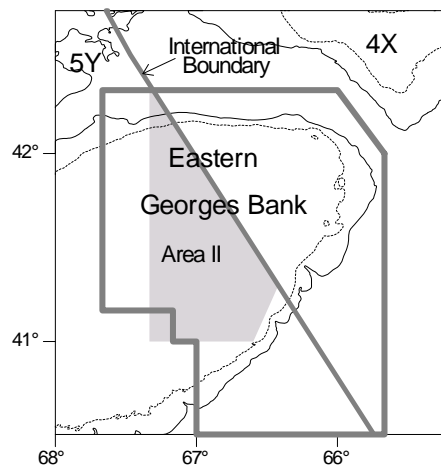 4X
International
Boundary
5Y
42°
Eastern
Georges Bank
Area II
41°
68°
67°
66°